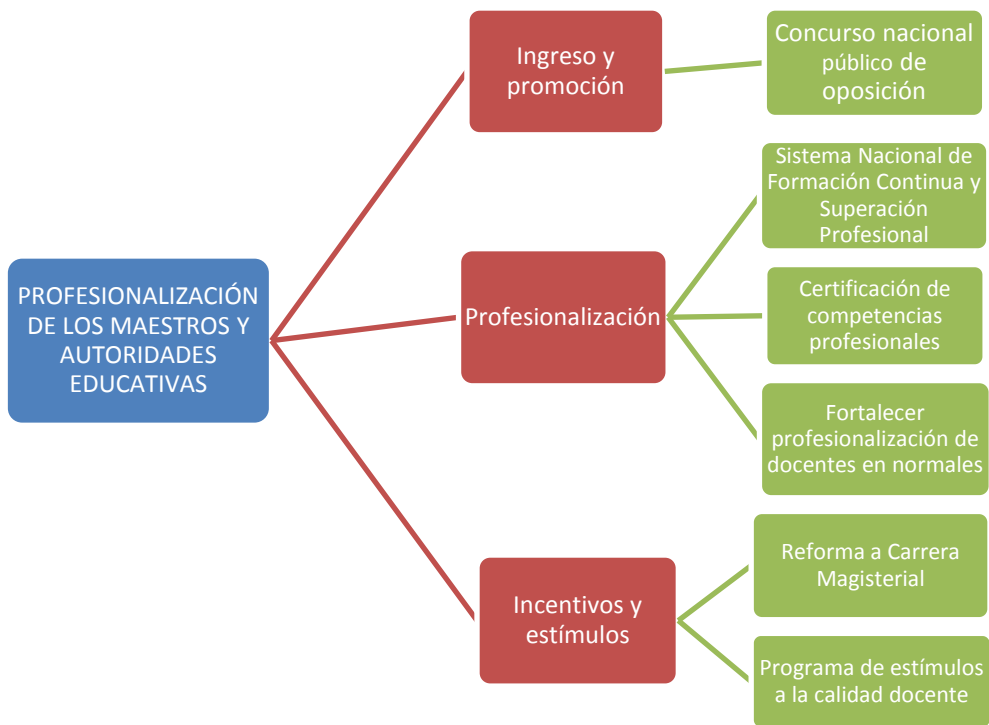 PROFESIONALIZACIÓN
DE LOS MAESTROS Y
AUTORIDADES
EDUCATIVAS
Ingreso y
promoción
Concurso nacional
público de
oposición
Profesionalización
Sistema Nacional de
Formación Continua y
Superación
Profesional
Certificación de
competencias
profesionales
Fortalecer
profesionalización de
docentes en normales
Incentivos y
estímulos
Reforma a Carrera
Magisterial
Programa de estímulos
a la calidad docente